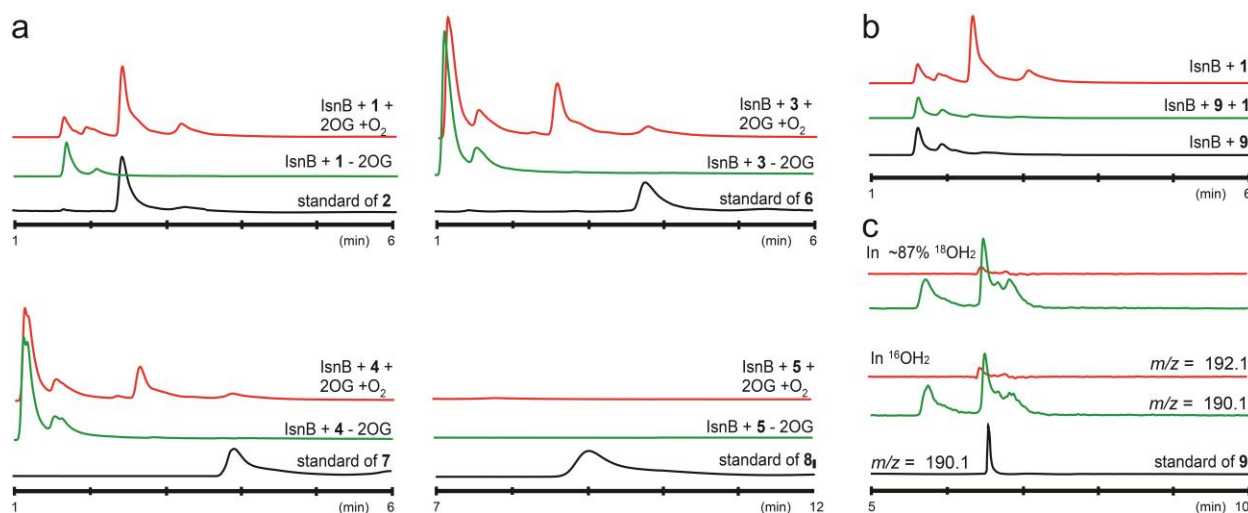 a
IsnB + 1 +
2OG +O2
IsnB + 1 - 2OG
standard of 2
1 (min) 6
IsnB + 3 +
2OG +O2
IsnB + 3 - 2OG
standard of 6
1 (min) 6
IsnB + 4 +
2OG +O2
IsnB + 4 - 2OG
standard of 7
1 (min) 6
IsnB + 5 +
2OG +O2
IsnB + 5 - 2OG
standard of 8
7 (min) 12
b
IsnB + 1
IsnB + 9 + 1
IsnB + 9
1 (min) 6
c
In ~87% 18OH2
In 16OH2
m/z = 192.1
m/z = 190.1
m/z = 190.1 standard of 9
5 (min) 10